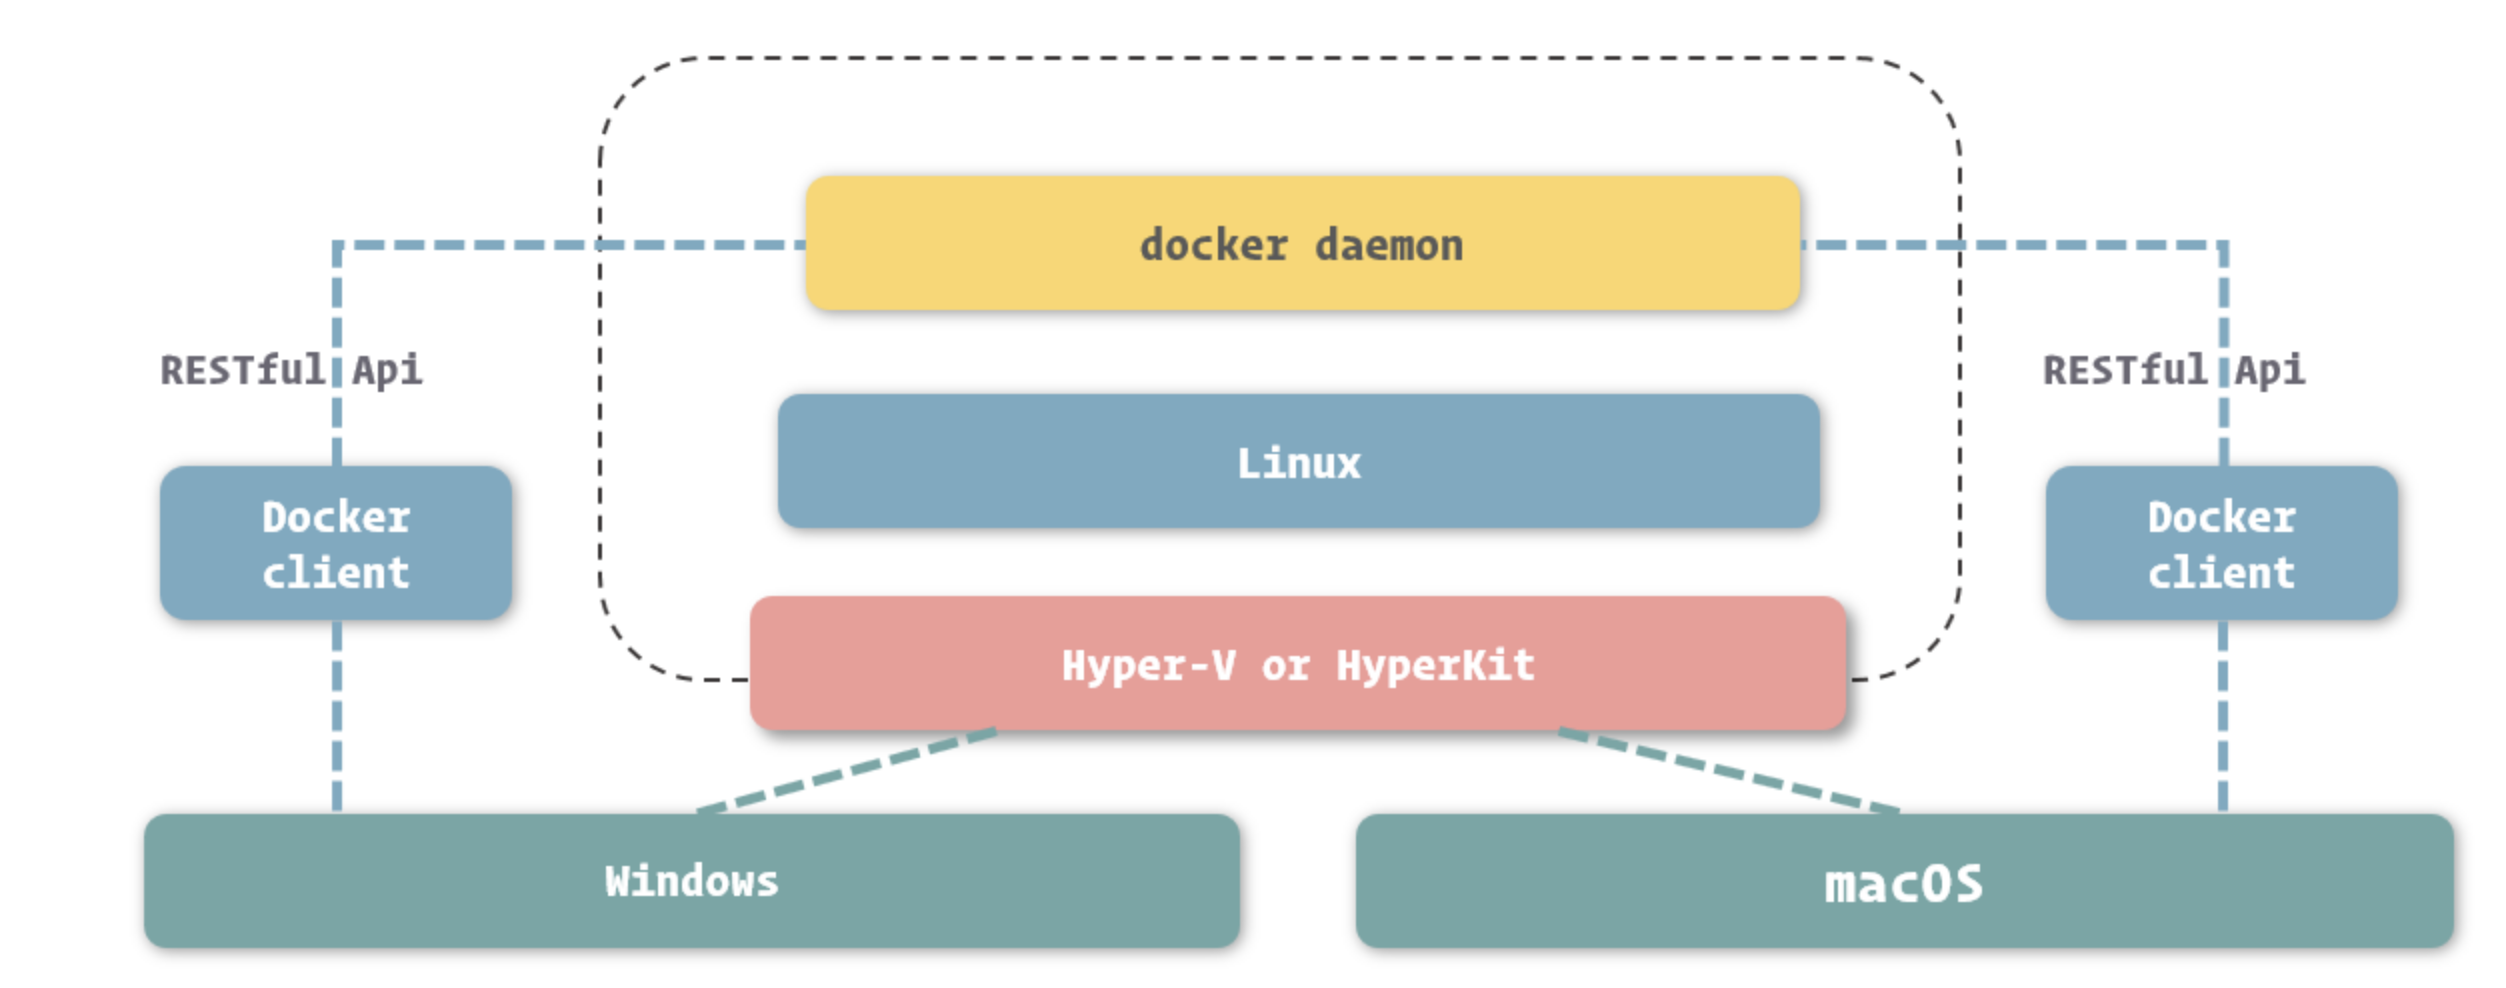 docker daemon
RESTful Api
RESTful Api
Linux
Docker
client
Docker
client
Hyper-V or HyperKit
Windows
macOS